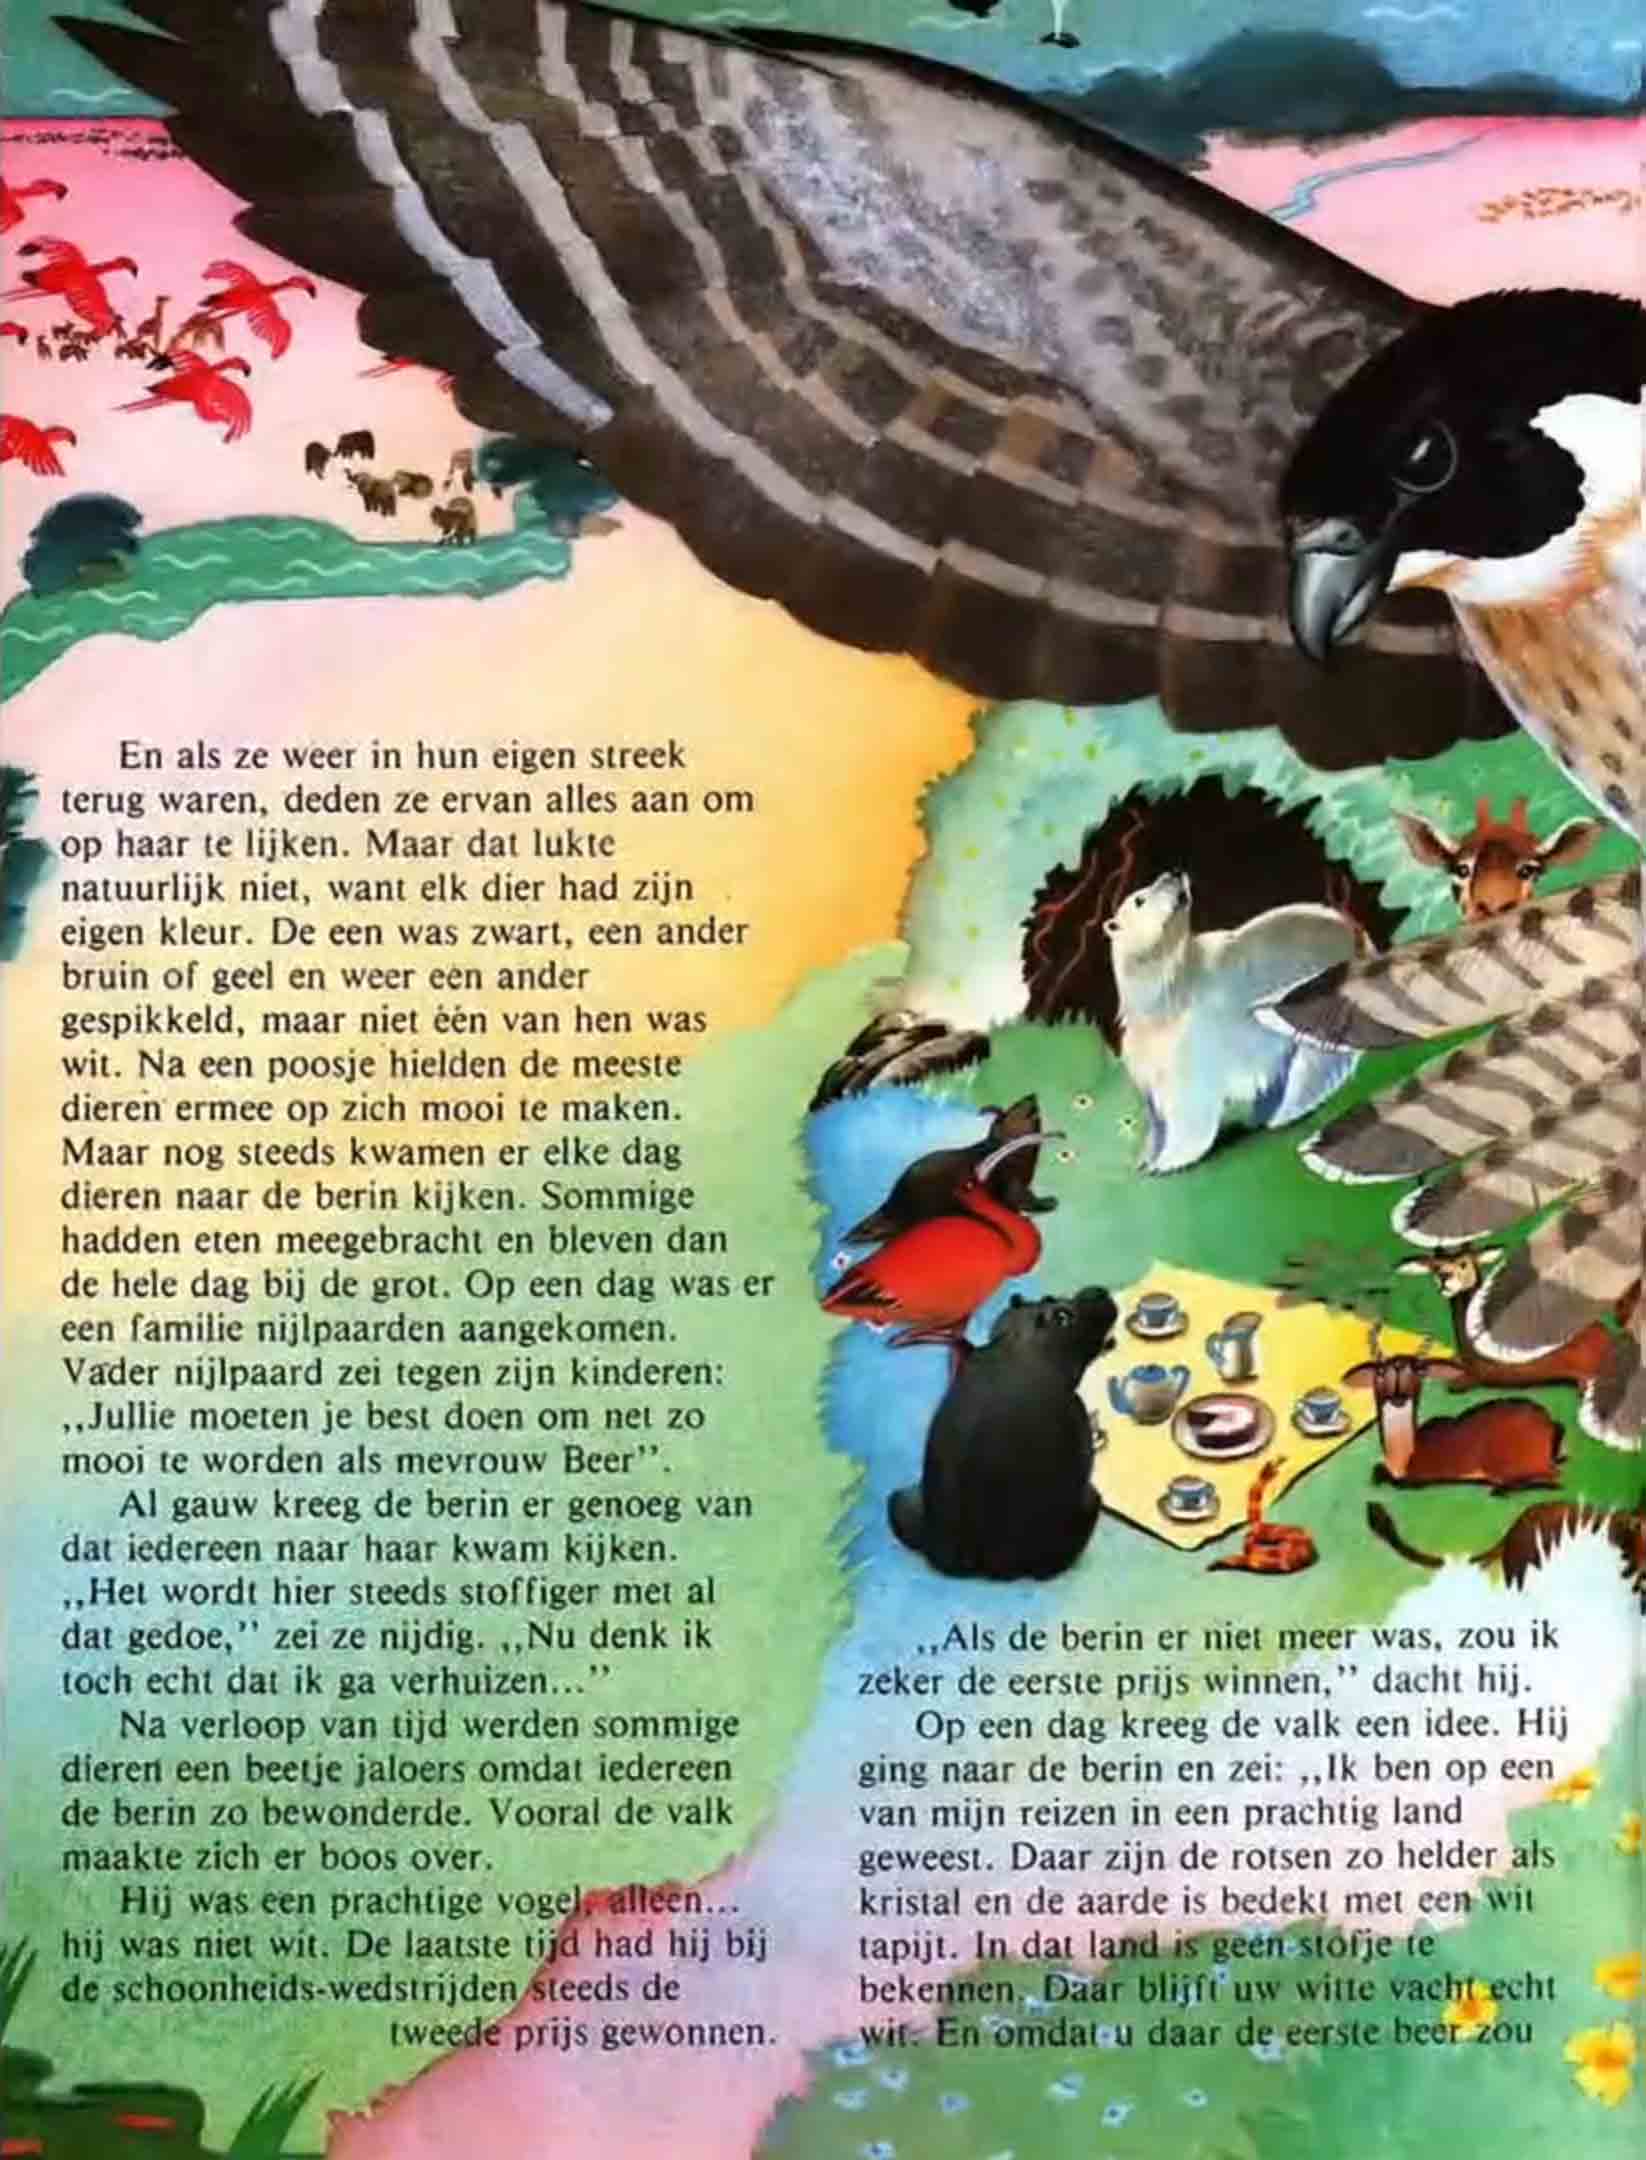 En als ze weer in hun eigen streek
terug waren, deden ze ervan alles aan om
op haar te lijken. Maar dat lukte
natuurlijk niet, want elk dier had zijn
eigen kleur. De een was zwart, een ander
bruin of geel en weer een ander
gespikkeld, maar niet één van hen was
wit. Na een poosje hielden de meeste
dieren ermee op zich mooi te maken.
Maar nog steeds kwamen er elke dag
dieren naar de berin kijken. Sommige
hadden eten meegebracht en bleven dan
de hele dag bij de grot. Op een dag was er
een familie nijlpaarden aangekomen.
Vader nijlpaard zei tegen zijn kinderen:
,,Jullie moeten je best doen om net zo
mooi te worden als mevrouw Beer’’.
Al gauw kreeg de berin er genoeg van
dat iedereen naar haar kwam kijken.
,,Het wordt hier steeds stoffiger met al
dat gedoe,’’ zei ze nijdig. ,,Nu denk ik
toch echt dat ik ga verhuizen...’’
Na verloop van tijd werden sommige
dieren een beetje jaloers omdat iedereen
de berin zo bewonderde. Vooral de valk
maakte zich er boos over.
Hij was een prachtige vogel, alleen...
hij was niet wit. De laatste tijd had hij bij
de schoonheids-wedstrijden steeds de
tweede prijs gewonnen.
,,Als de berin er niet meer was, zou ik
zeker de eerste prijs winnen,’’ dacht hij.
Op een dag kreeg de valk een idee. Hij
ging naar de berin en zei: ,,Ik ben op een
van mijn reizen in een prachtig land
geweest. Daar zijn de rotsen zo helder als
kristal en de aarde is bedekt met een wit
tapijt. In dat land is geen stofje te
bekennen. Daar blijft uw witte vacht echt
wit. En omdat u daar de eerste beer zou